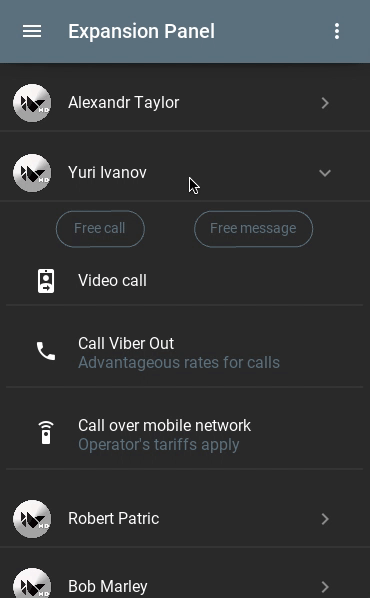 Expansion Panel
Alexandr Taylor
Yuri Ivanov
Free call
Free message
Video call
Call Viber Out
Advantageous rates for calls
Call over mobile network
Operator's tariffs apply
Robert Patric
Bob Marley